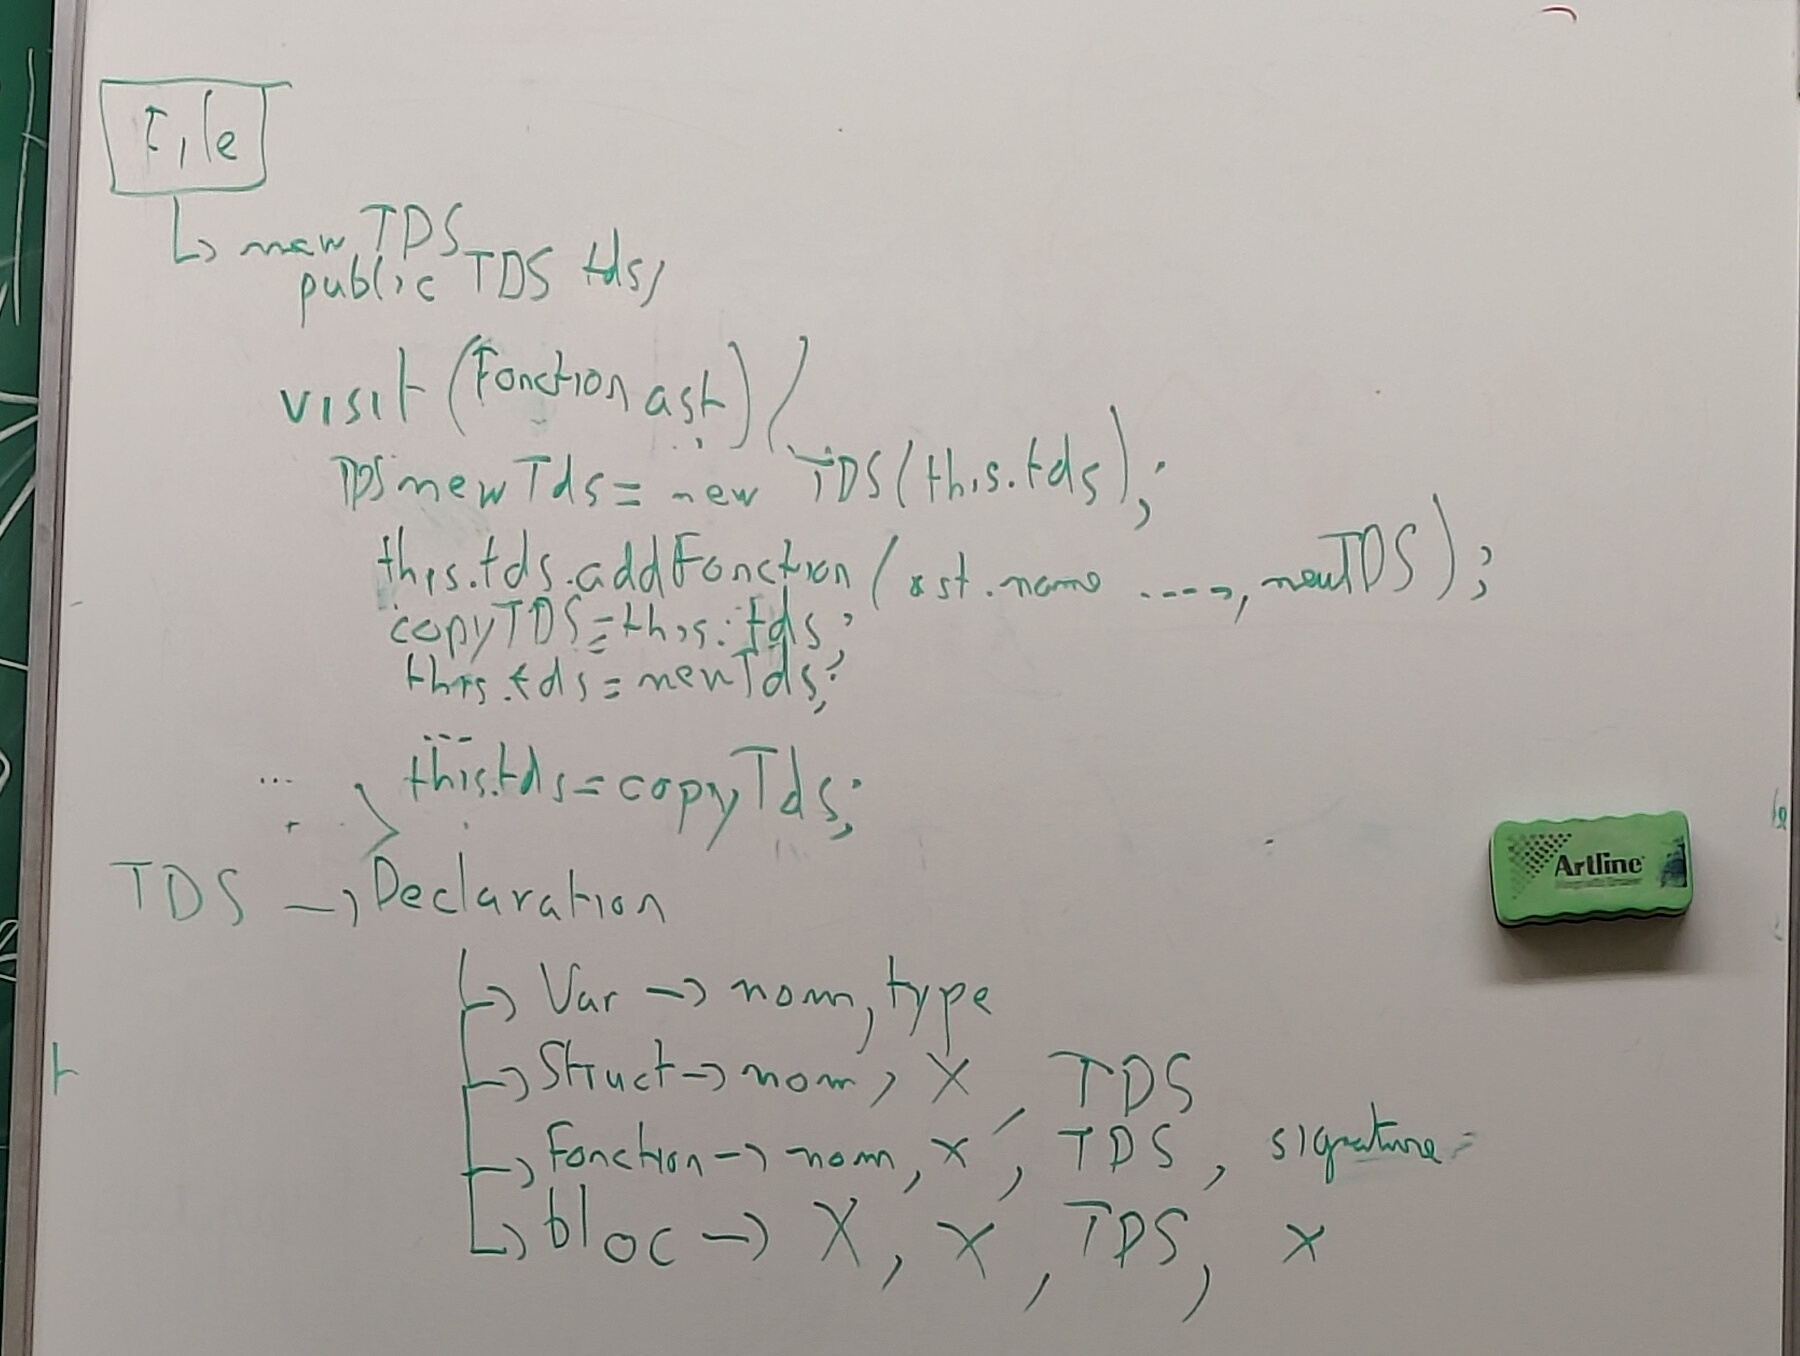 File
↳ new TDS
public TDS tds;
visit (Fonction ast) {
TDS newTds = new TDS(this.tds);
this.tds.addFonction (ast.name ...., newTDS);
copyTDS = this.tds;
this.tds = newTds;
...
... this.tds = copyTds;
}
TDS → Declaration
↳ Var → nom, type
↳ Struct → nom, X, TDS
↳ Fonction → nom, x, TDS, signature
↳ bloc → X, x, TDS, x
Artline